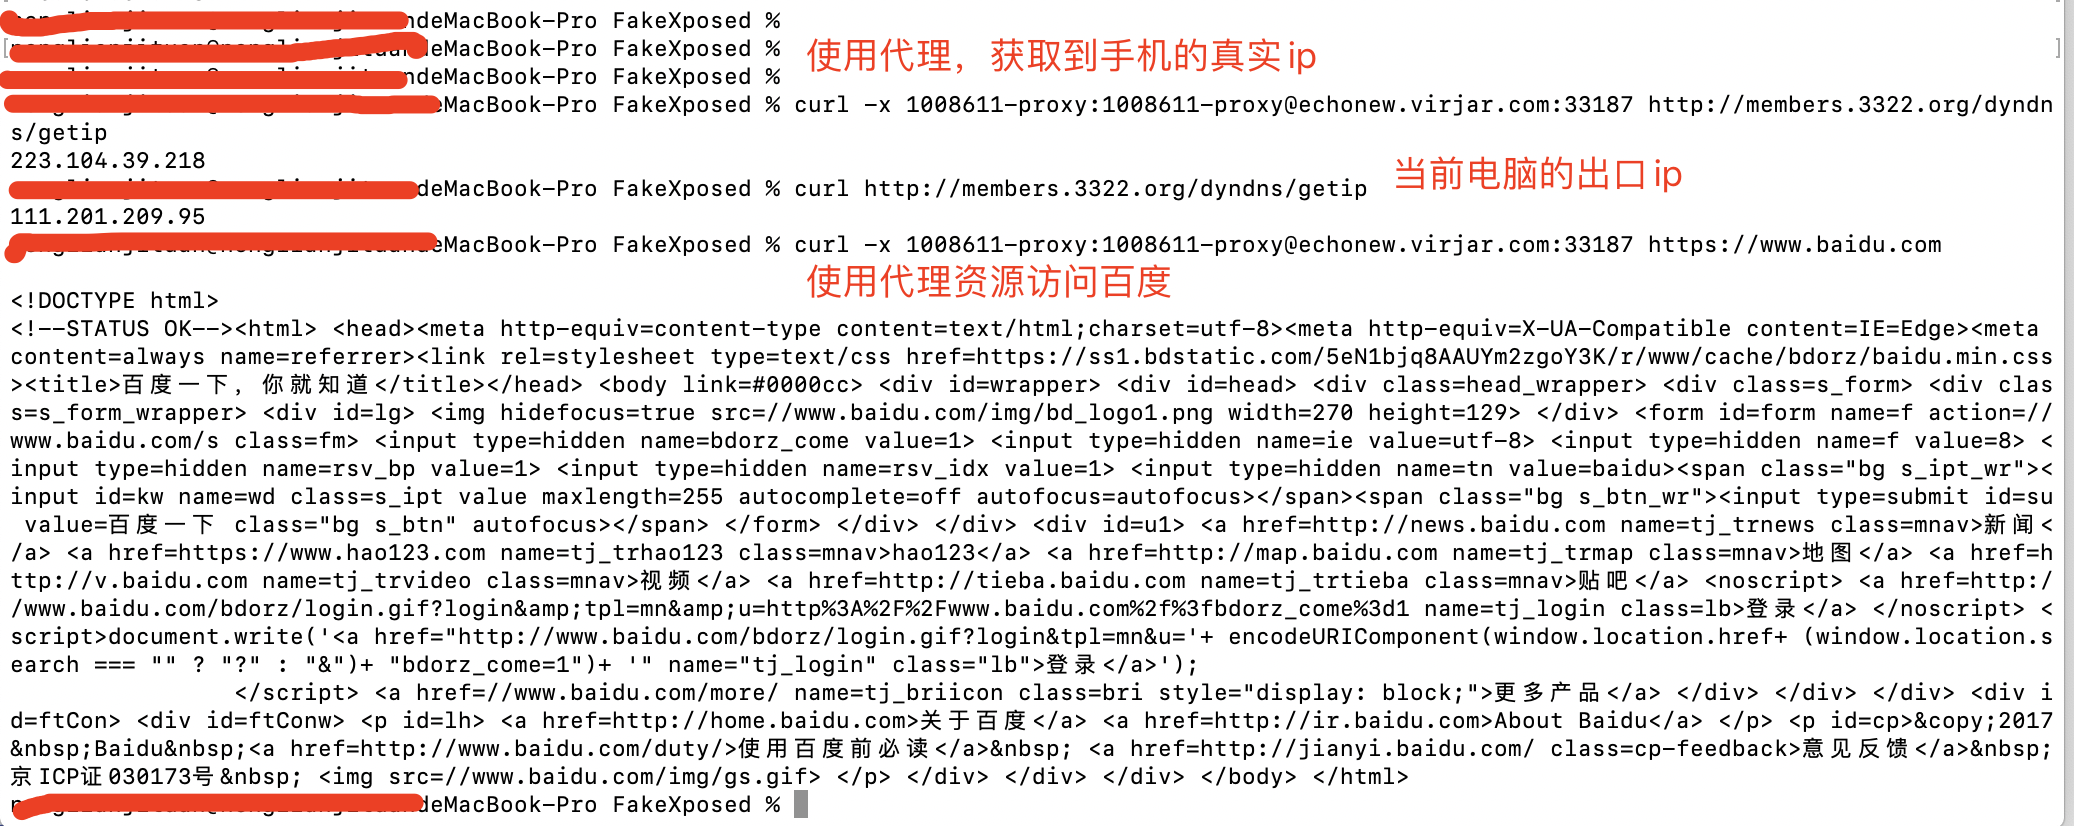 ndeMacBook-Pro FakeXposed %
ndeMacBook-Pro FakeXposed %
使用代理，获取到手机的真实ip
ndeMacBook-Pro FakeXposed %
eMacBook-Pro FakeXposed % curl -x 1008611-proxy:1008611-proxy@echonew.virjar.com:33187 http://members.3322.org/dyndn
s/getip
223.104.39.218
当前电脑的出口ip
deMacBook-Pro FakeXposed % curl http://members.3322.org/dyndns/getip
111.201.209.95
eMacBook-Pro FakeXposed % curl -x 1008611-proxy:1008611-proxy@echonew.virjar.com:33187 https://www.baidu.com
使用代理资源访问百度
<!DOCTYPE html>
<!--STATUS OK--><html> <head><meta http-equiv=content-type content=text/html;charset=utf-8><meta http-equiv=X-UA-Compatible content=IE=Edge><meta
content=always name=referrer><link rel=stylesheet type=text/css href=https://ss1.bdstatic.com/5eN1bjq8AAUYm2zgoY3K/r/www/cache/bdorz/baidu.min.css
><title>百度一下，你就知道</title></head> <body link=#0000cc> <div id=wrapper> <div id=head> <div class=head_wrapper> <div class=s_form> <div clas
s=s_form_wrapper> <div id=lg> <img hidefocus=true src=//www.baidu.com/img/bd_logo1.png width=270 height=129> </div> <form id=form name=f action=//
www.baidu.com/s class=fm> <input type=hidden name=bdorz_come value=1> <input type=hidden name=ie value=utf-8> <input type=hidden name=f value=8> <
input type=hidden name=rsv_bp value=1> <input type=hidden name=rsv_idx value=1> <input type=hidden name=tn value=baidu><span class="bg s_ipt_wr"><
input id=kw name=wd class=s_ipt value maxlength=255 autocomplete=off autofocus=autofocus></span><span class="bg s_btn_wr"><input type=submit id=su
value=百度一下 class="bg s_btn" autofocus></span> </form> </div> </div> <div id=u1> <a href=http://news.baidu.com name=tj_trnews class=mnav>新闻<
/a> <a href=https://www.hao123.com name=tj_trhao123 class=mnav>hao123</a> <a href=http://map.baidu.com name=tj_trmap class=mnav>地图</a> <a href=h
ttp://v.baidu.com name=tj_trvideo class=mnav>视频</a> <a href=http://tieba.baidu.com name=tj_trtieba class=mnav>贴吧</a> <noscript> <a href=http:/
/www.baidu.com/bdorz/login.gif?login&amp;tpl=mn&amp;u=http%3A%2F%2Fwww.baidu.com%2f%3fbdorz_come%3d1 name=tj_login class=lb>登录</a> </noscript> <
script>document.write('<a href="http://www.baidu.com/bdorz/login.gif?login&tpl=mn&u='+ encodeURIComponent(window.location.href+ (window.location.s
earch === "" ? "?" : "&")+ "bdorz_come=1")+ '" name="tj_login" class="lb">登录</a>');
</script> <a href=//www.baidu.com/more/ name=tj_briicon class=bri style="display: block;">更多产品</a> </div> </div> </div> <div i
d=ftCon> <div id=ftConw> <p id=lh> <a href=http://home.baidu.com>关于百度</a> <a href=http://ir.baidu.com>About Baidu</a> </p> <p id=cp>&copy;2017
&nbsp;Baidu&nbsp;<a href=http://www.baidu.com/duty/>使用百度前必读</a>&nbsp; <a href=http://jianyi.baidu.com/ class=cp-feedback>意见反馈</a>&nbsp;
京ICP证030173号&nbsp; <img src=//www.baidu.com/img/gs.gif> </p> </div> </div> </div> </body> </html>
deMacBook-Pro FakeXposed %